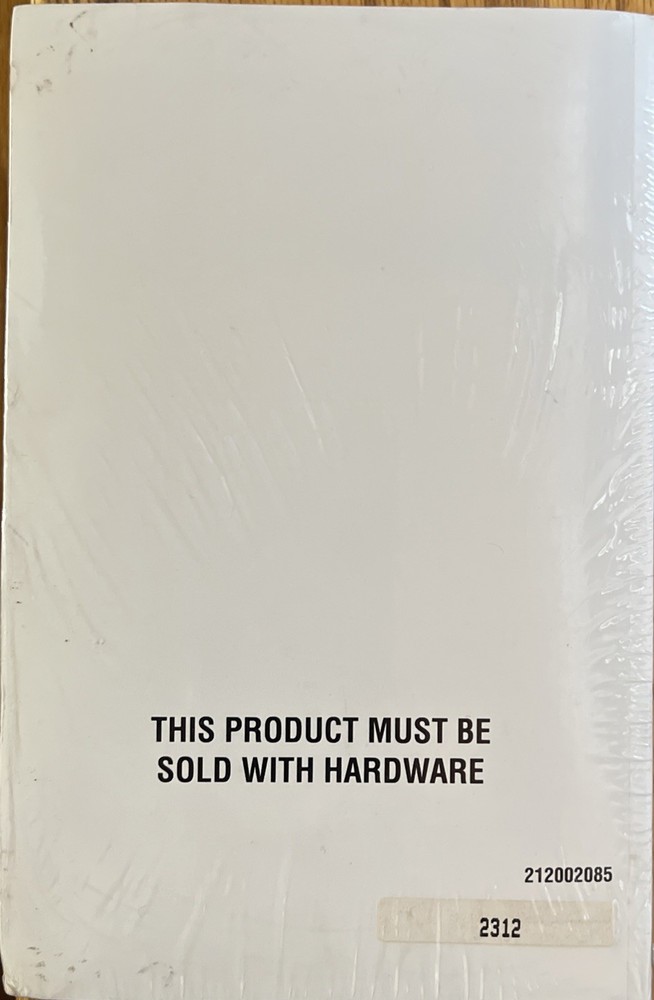 THIS PRODUCT MUST BE
SOLD WITH HARDWARE
212002085
2312